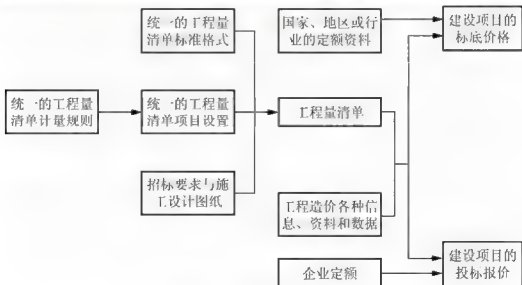 统一的工程量
清单标准格式
国家、地区或行
业的定额资料
建设项目的
标底价格
统一的工程量
清单计量规则
统一的工程量
清单项目设置
工程量清单
招标要求与施
工设计图纸
工程造价各种信
息、资料和数据
企业定额
建设项目的
投标报价